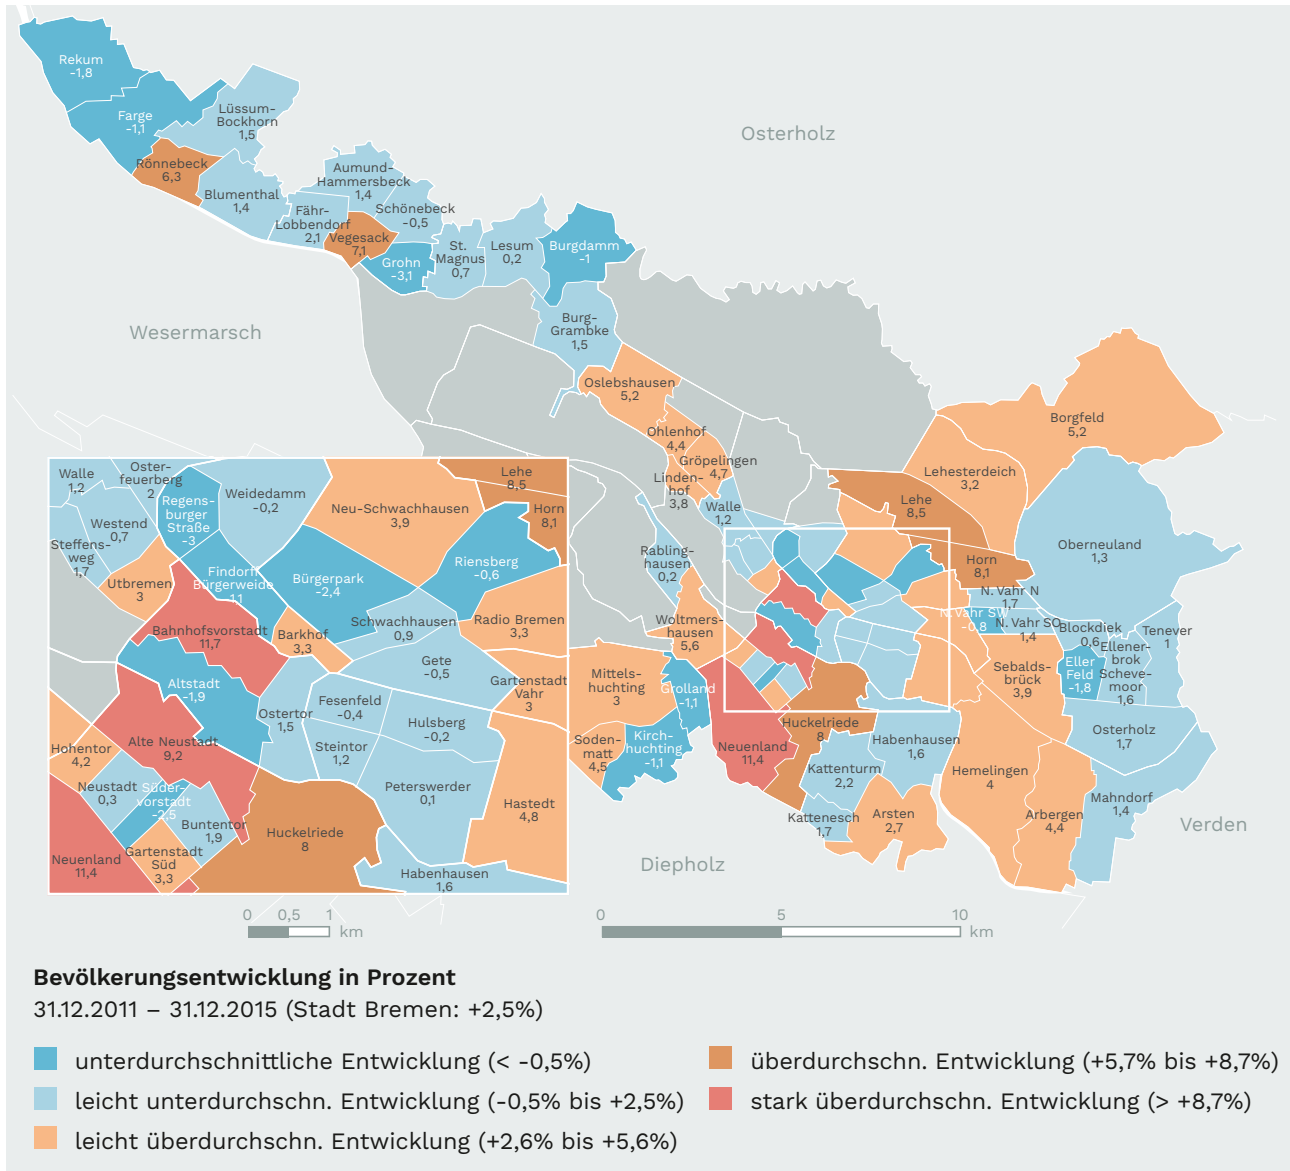 Rekum
-1,8
Farge
-1,1
Lüssum-
Bockhorn
1,5
Rönnebeck
6,3
Blumenthal
1,4
Aumund-
Hammersbeck
1,4
Fähr-
Lobbendorf
2,1
Schönebeck
-0,5
Vegesack
7,1
Grohn
-3,1
St.
Magnus
0,7
Lesum
0,2
Burgdamm
-1
Burg-
Grambke
1,5
Osterholz
Wesermarsch
Oslebshausen
5,2
Ohlenhof
4,4
Gröpelingen
4,7
Linden-
hof
3,8
Walle
1,2
Borgfeld
5,2
Lehesterdeich
3,2
Lehe
8,5
Horn
8,1
Oberneuland
1,3
Rabling-
hausen
0,2
Woltmers-
hausen
5,6
N. Vahr N
1,7
N. Vahr SW
-0,8
N. Vahr SO
1,4
Blockdiek
0,6
Tenever
1
Ellener-
brok
Scheve-
moor
1,6
Eller
Feld
-1,8
Sebalds-
brück
3,9
Osterholz
1,7
Mittels-
huchting
3
Grolland
-1,1
Soden-
matt
4,5
Kirch-
huchting
-1,1
Neuenland
11,4
Huckelriede
8
Habenhausen
1,6
Kattenturm
2,2
Kattenesch
1,7
Arsten
2,7
Hemelingen
4
Arbergen
4,4
Mahndorf
1,4
Verden
Diepholz
Walle
1,2
Oster-
feuerberg
2
Regens-
burger
Straße
-3
Weidedamm
-0,2
Neu-Schwachhausen
3,9
Lehe
8,5
Horn
8,1
Westend
0,7
Steffens-
weg
1,7
Utbremen
3
Findorff
Bürgerweide
1,1
Bürgerpark
-2,4
Riensberg
-0,6
Schwachhausen
0,9
Radio Bremen
3,3
Bahnhofsvorstadt
11,7
Barkhof
3,3
Gete
-0,5
Gartenstadt
Vahr
3
Altstadt
-1,9
Ostertor
1,5
Fesenfeld
-0,4
Hulsberg
-0,2
Steintor
1,2
Hohentor
4,2
Alte Neustadt
9,2
Neustadt
0,3
Süder-
vorstadt
-2,5
Buntentor
1,9
Peterswerder
0,1
Hastedt
4,8
Neuenland
11,4
Gartenstadt
Süd
3,3
Huckelriede
8
Habenhausen
1,6
0 0,5 1
km
0 5 10
km
Bevölkerungsentwicklung in Prozent
31.12.2011 – 31.12.2015 (Stadt Bremen: +2,5%)
unterdurchschnittliche Entwicklung (< -0,5%)
leicht unterdurchschn. Entwicklung (-0,5% bis +2,5%)
leicht überdurchschn. Entwicklung (+2,6% bis +5,6%)
überdurchschn. Entwicklung (+5,7% bis +8,7%)
stark überdurchschn. Entwicklung (> +8,7%)